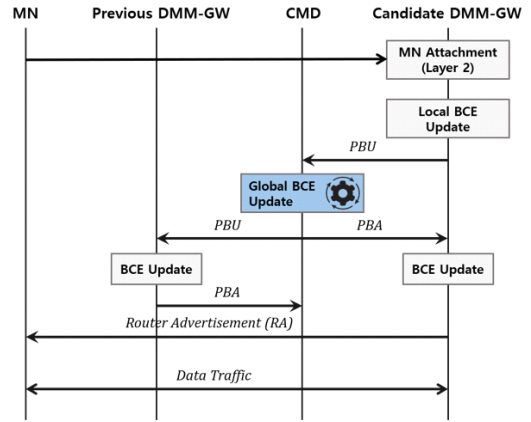 MN
Previous DMM-GW
CMD
Candidate DMM-GW
MN Attachment
(Layer 2)
Local BCE
Update
PBU
Global BCE
Update
PBU
PBA
BCE Update
BCE Update
PBA
Router Advertisement (RA)
Data Traffic